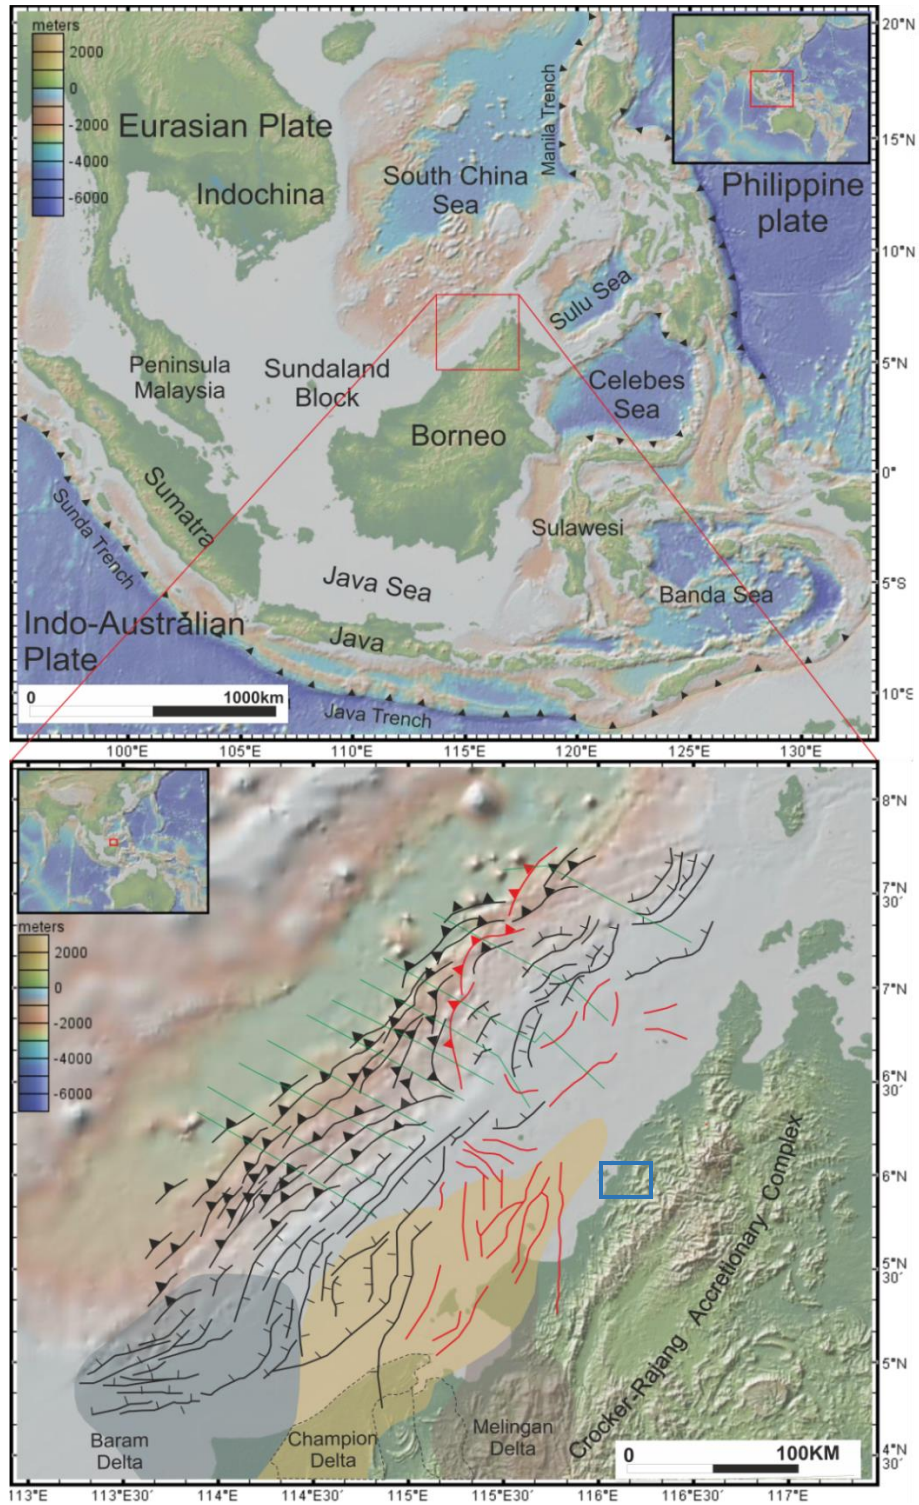 meters
2000
0
-2000
-4000
-6000
Eurasian Plate
Indochina
South China
Sea
Manila Trench
Philippine
plate
Sulu Sea
Peninsula
Malaysia
Sundaland
Block
Celebes
Sea
Borneo
Sumatra
Sunda Trench
Sulawesi
Java Sea
Banda Sea
Indo-Australian
Plate
Java
Java Trench
0 1000km
20°N
15°N
10°N
5°N
0°
5°S
10°S
100°E 105°E 110°E 115°E 120°E 125°E 130°E
meters
2000
0
-2000
-4000
-6000
8°N
7°N
30'
7°N
6°N
30'
6°N
5°N
30'
5°N
4°N
30'
Crocker-Rajang Accretionary Complex
Baram
Delta
Champion
Delta
Melingan
Delta
0 100KM
113°E 113°E30' 114°E 114°E30' 115°E 115°E30' 116°E 116°E30' 117°E